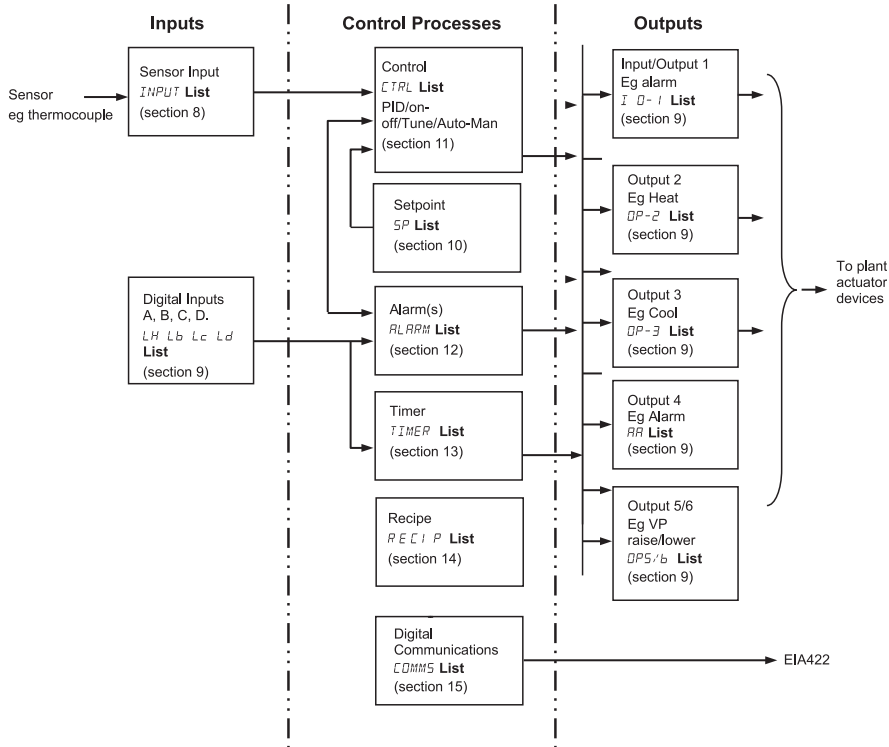 Inputs
Control Processes
Outputs
Sensor
eg thermocouple
Sensor Input
INPUT List
(section 8)
Digital Inputs
A, B, C, D.
LA Lb Lc Ld
List
(section 9)
Control
CTRL List
PID/on-
off/Tune/Auto-Man
(section 11)
Setpoint
SP List
(section 10)
Alarm(s)
ALARM List
(section 12)
Timer
TIMER List
(section 13)
Recipe
RECIP List
(section 14)
Digital
Communications
COMMS List
(section 15)
Input/Output 1
Eg alarm
IO-1 List
(section 9)
Output 2
Eg Heat
OP-2 List
(section 9)
Output 3
Eg Cool
OP-3 List
(section 9)
Output 4
Eg Alarm
AA List
(section 9)
Output 5/6
Eg VP
raise/lower
OP5/6 List
(section 9)
To plant
actuator
devices
EIA422